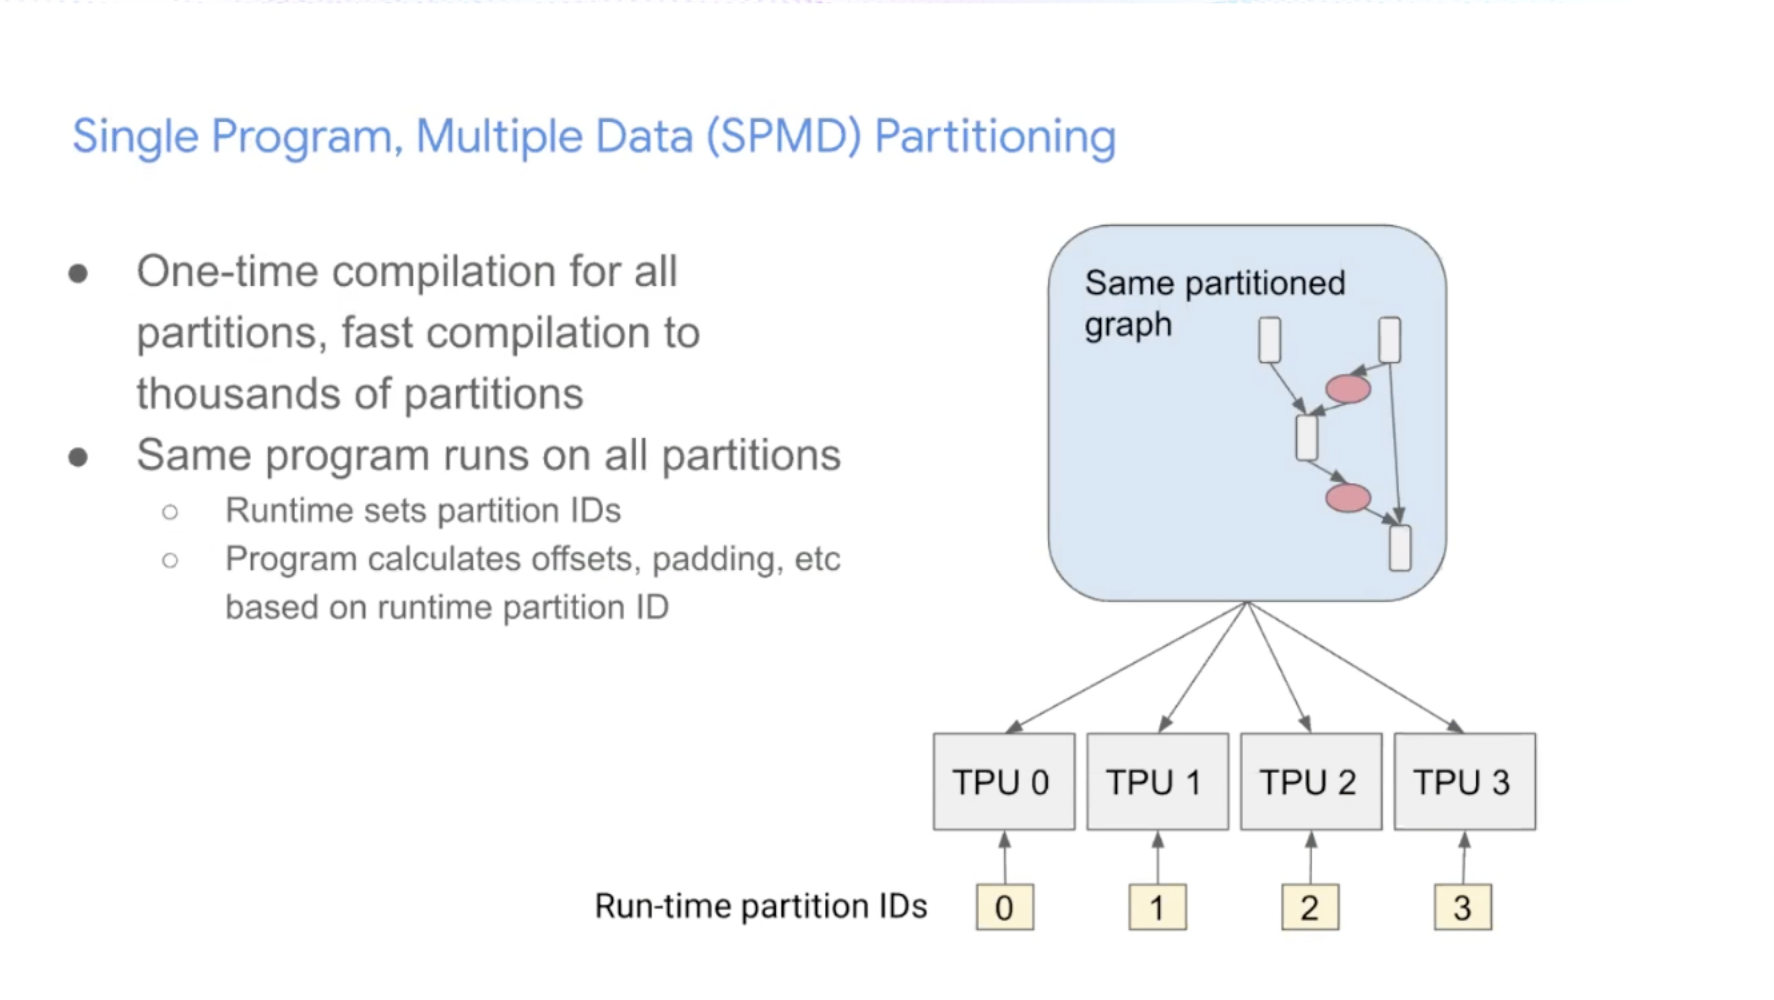 Single Program, Multiple Data (SPMD) Partitioning
● One-time compilation for all
partitions, fast compilation to
thousands of partitions
● Same program runs on all partitions
○ Runtime sets partition IDs
○ Program calculates offsets, padding, etc
based on runtime partition ID
Same partitioned
graph
TPU 0 TPU 1 TPU 2 TPU 3
Run-time partition IDs 0 1 2 3